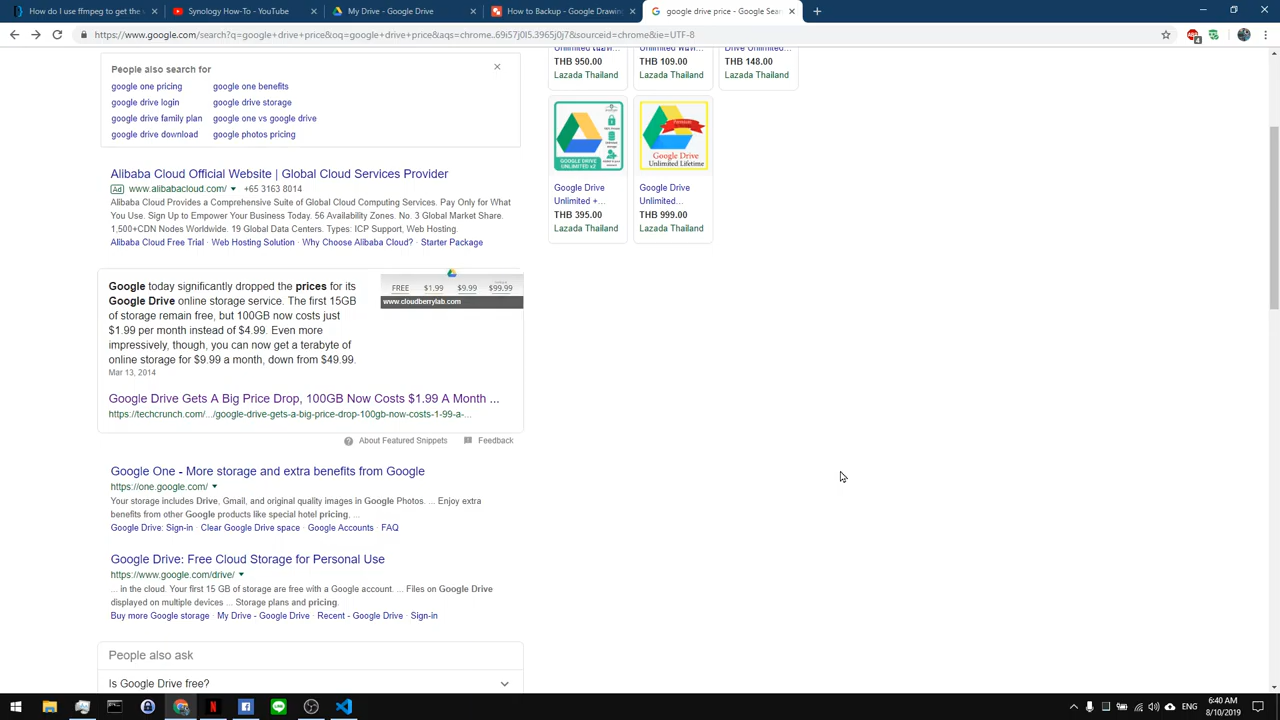 How do I use ffmpeg to get the v
Synology How-To - YouTube
My Drive - Google Drive
How to Backup - Google Drawing
google drive price - Google Sear
https://www.google.com/search?q=google+drive+price&oq=google+drive+price&aqs=chrome..69i57j0l5.3965j0j7&sourceid=chrome&ie=UTF-8
People also search for
google one pricing
google one benefits
google drive login
google drive storage
google drive family plan
google one vs google drive
google drive download
google photos pricing
THB 950.00
Lazada Thailand
THB 109.00
Lazada Thailand
Drive Unlimited...
THB 148.00
Lazada Thailand
GOOGLE DRIVE
UNLIMITED x2
Google Drive
Unlimited +...
THB 395.00
Lazada Thailand
Premium
Google Drive
Unlimited Lifetime
Google Drive
Unlimited...
THB 999.00
Lazada Thailand
Alibaba Cloud Official Website | Global Cloud Services Provider
Ad www.alibabacloud.com/ +65 3163 8014
Alibaba Cloud Provides a Comprehensive Suite of Global Cloud Computing Services. Pay Only for What
You Use. Sign Up to Empower Your Business Today. 56 Availability Zones. No. 3 Global Market Share.
1,500+CDN Nodes Worldwide. 19 Global Data Centers. Types: ICP Support, Web Hosting.
Alibaba Cloud Free Trial · Web Hosting Solution · Why Choose Alibaba Cloud? · Starter Package
Google today significantly dropped the prices for its
Google Drive online storage service. The first 15GB
of storage remain free, but 100GB now costs just
$1.99 per month instead of $4.99. Even more
impressively, though, you can now get a terabyte of
online storage for $9.99 a month, down from $49.99.
Mar 13, 2014
FREE $1.99 $9.99 $99.99
www.cloudberrylab.com
Google Drive Gets A Big Price Drop, 100GB Now Costs $1.99 A Month ...
https://techcrunch.com/.../google-drive-gets-a-big-price-drop-100gb-now-costs-1-99-a-...
About Featured Snippets
Feedback
Google One - More storage and extra benefits from Google
https://one.google.com/
Your storage includes Drive, Gmail, and original quality images in Google Photos. ... Enjoy extra
benefits from other Google products like special hotel pricing, ...
Google Drive: Sign-in · Clear Google Drive space · Google Accounts · FAQ
Google Drive: Free Cloud Storage for Personal Use
https://www.google.com/drive/
... in the cloud. Your first 15 GB of storage are free with a Google account. ... Files on Google Drive
displayed on multiple devices ... Storage plans and pricing.
Buy more Google storage · My Drive - Google Drive · Recent - Google Drive · Sign-in
People also ask
Is Google Drive free?
ENG
6:40 AM
8/10/2019